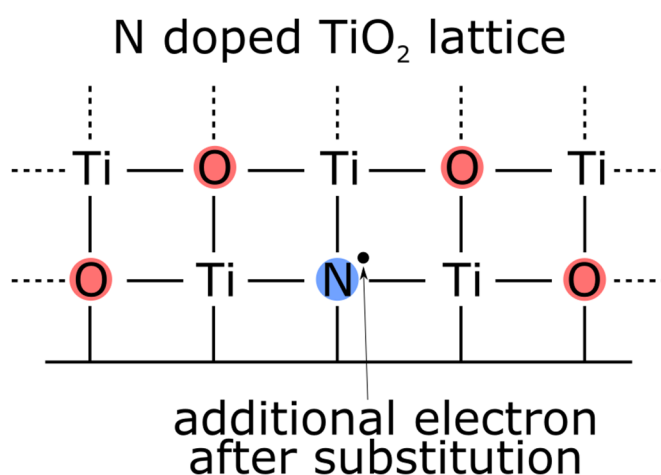 N doped TiO₂ lattice
Ti O Ti O Ti
O Ti N Ti O
additional electron
after substitution